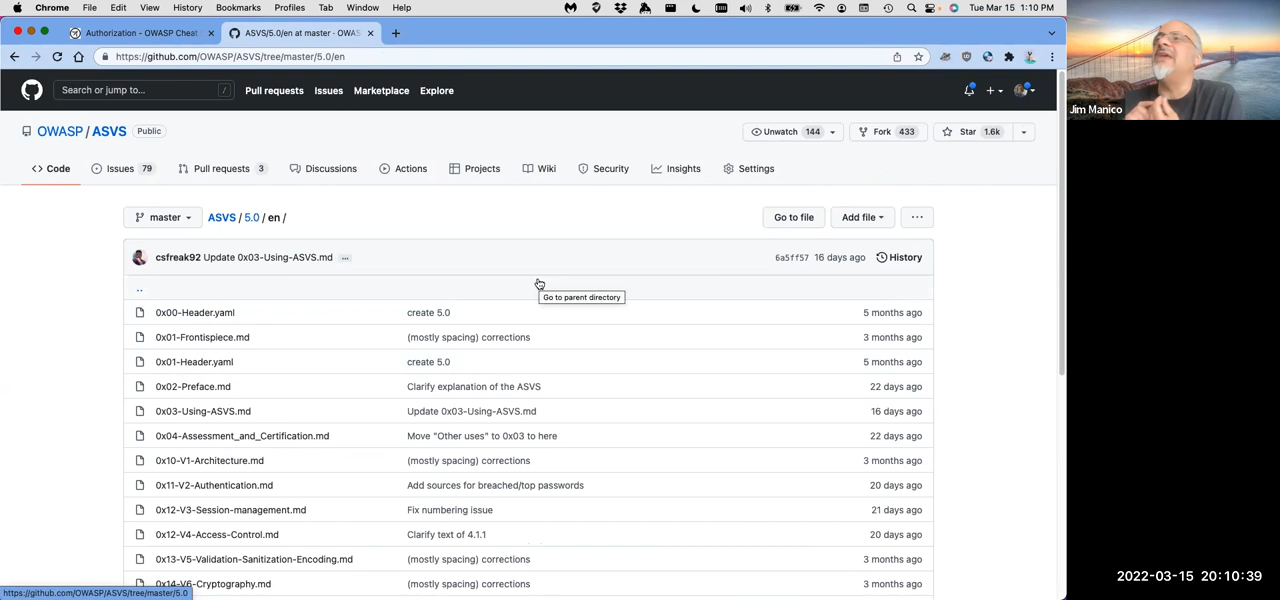 Chrome File Edit View History Bookmarks Profiles Tab Window Help Tue Mar 15 1:10 PM
Authorization - OWASP Cheat ASVS/5.0/en at master · OWAS
https://github.com/OWASP/ASVS/tree/master/5.0/en
Search or jump to... / Pull requests Issues Marketplace Explore
Jim Manico
OWASP / ASVS Public Unwatch 144 Fork 433 Star 1.6k
<> Code Issues 79 Pull requests 3 Discussions Actions Projects Wiki Security Insights Settings
master ASVS / 5.0 / en / Go to file Add file ...
csfreak92 Update 0x03-Using-ASVS.md ... 6a5ff57 16 days ago History
..
Go to parent directory
0x00-Header.yaml create 5.0 5 months ago
0x01-Frontispiece.md (mostly spacing) corrections 3 months ago
0x01-Header.yaml create 5.0 5 months ago
0x02-Preface.md Clarify explanation of the ASVS 22 days ago
0x03-Using-ASVS.md Update 0x03-Using-ASVS.md 16 days ago
0x04-Assessment_and_Certification.md Move "Other uses" to 0x03 to here 22 days ago
0x10-V1-Architecture.md (mostly spacing) corrections 3 months ago
0x11-V2-Authentication.md Add sources for breached/top passwords 20 days ago
0x12-V3-Session-management.md Fix numbering issue 21 days ago
0x12-V4-Access-Control.md Clarify text of 4.1.1 20 days ago
0x13-V5-Validation-Sanitization-Encoding.md (mostly spacing) corrections 3 months ago
0x14-V6-Cryptography.md (mostly spacing) corrections 3 months ago
https://github.com/OWASP/ASVS/tree/master/5.0
2022-03-15 20:10:39